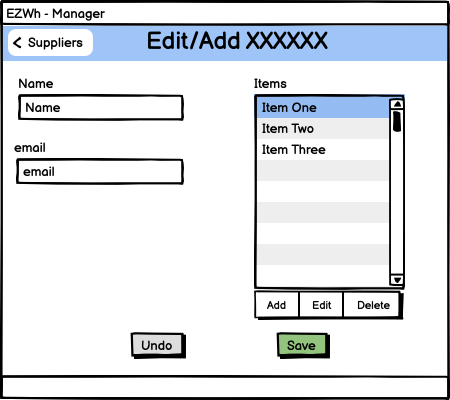 EZWh - Manager
Suppliers
Edit/Add XXXXXX
Name
Name
email
email
Items
Item One
Item Two
Item Three
Add Edit Delete
Undo Save